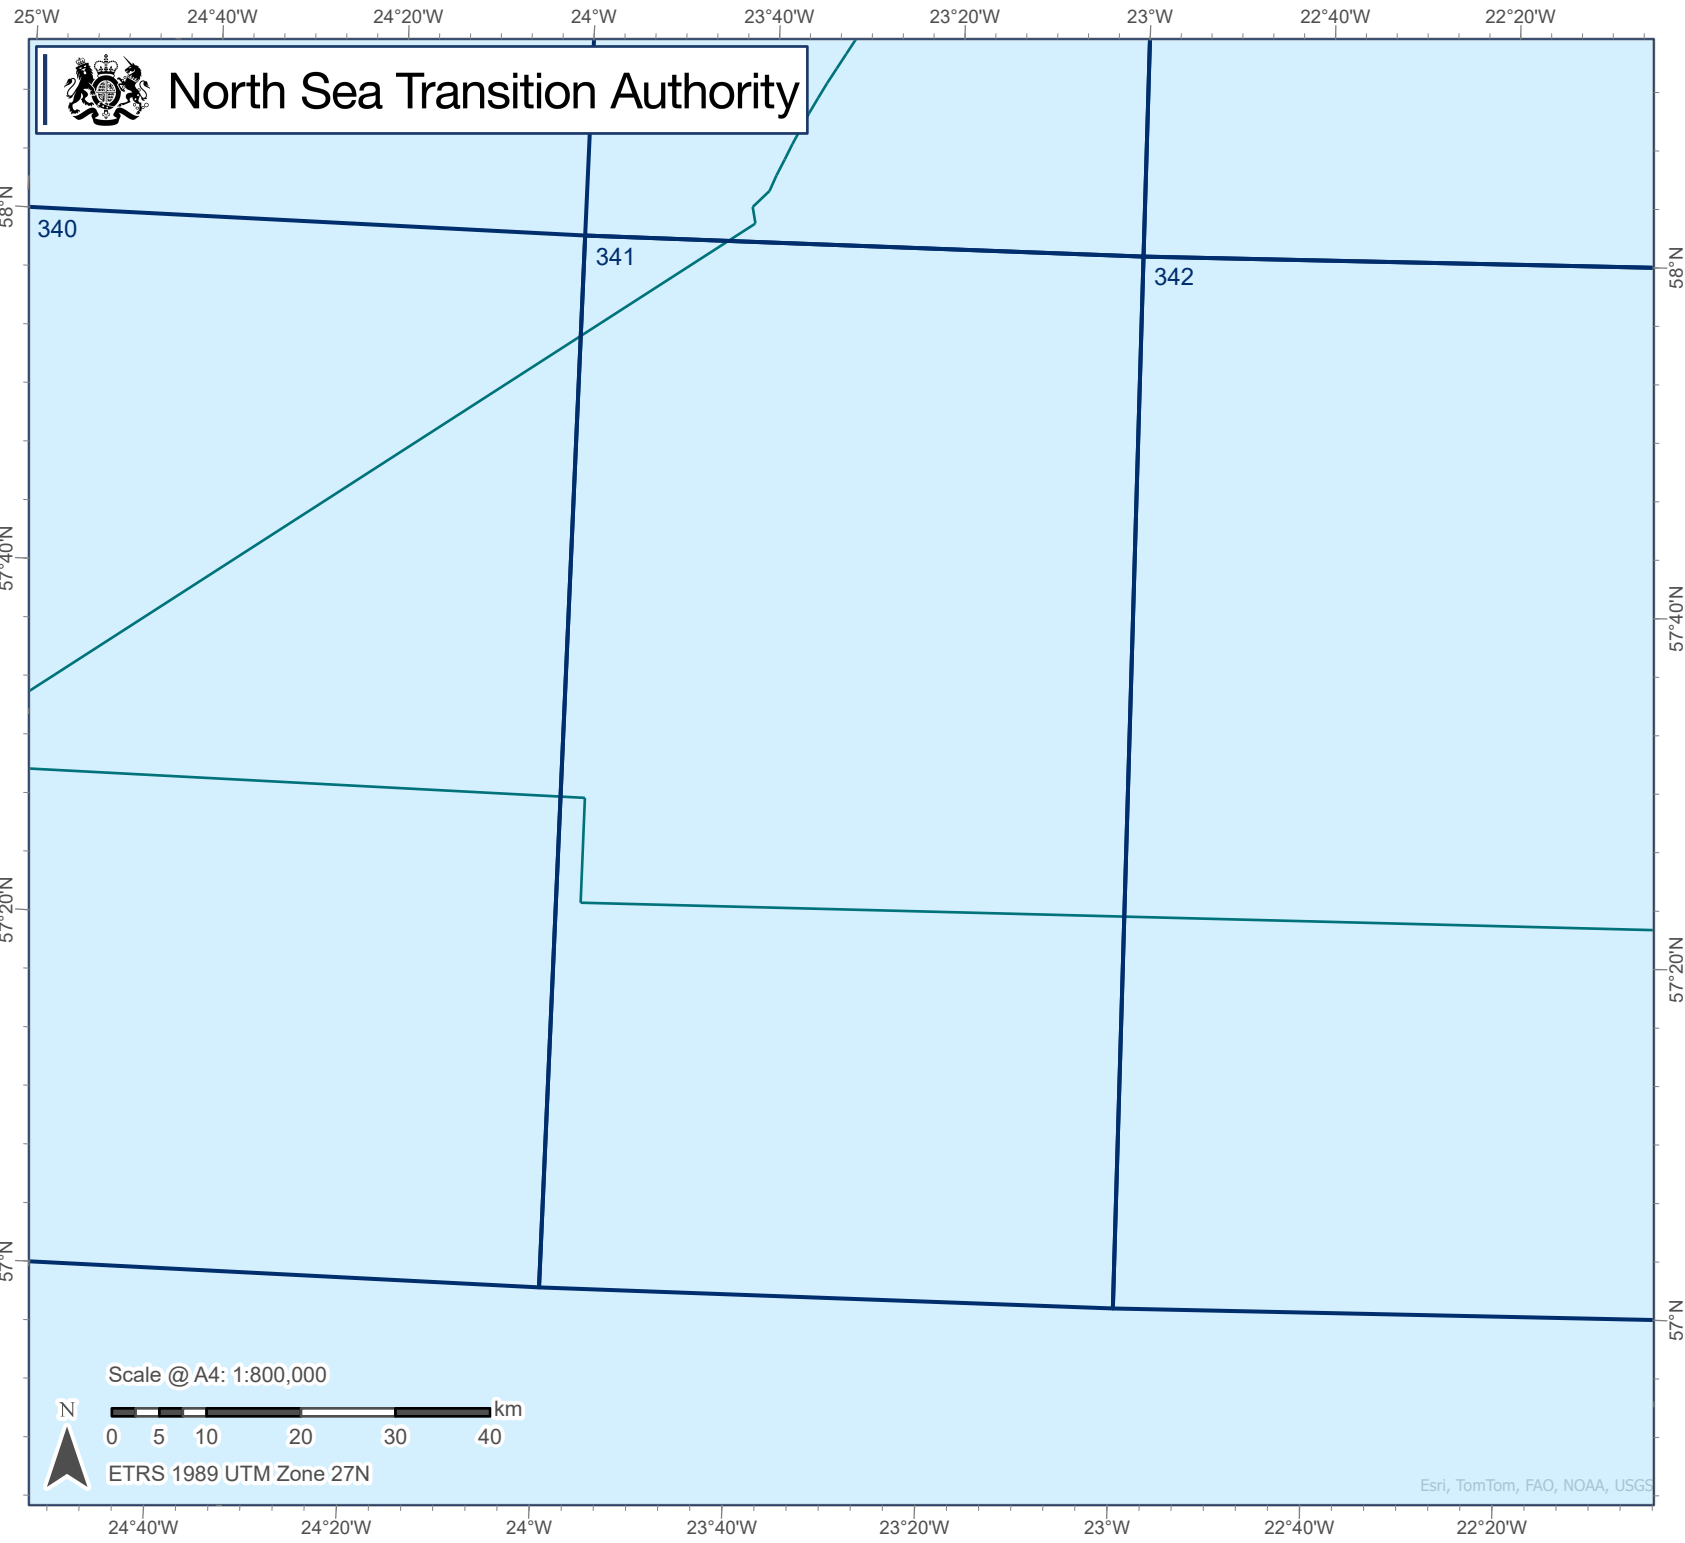 25°W 24°40'W 24°20'W 24°W 23°40'W 23°20'W 23°W 22°40'W 22°20'W
North Sea Transition Authority
58°N
340
341
342
58°N
57°40'N
57°40'N
57°20'N
57°20'N
57°N
57°N
Scale @ A4: 1:800,000
N
km
0 5 10 20 30 40
ETRS 1989 UTM Zone 27N
Esri, TomTom, FAO, NOAA, USGS
24°40'W 24°20'W 24°W 23°40'W 23°20'W 23°W 22°40'W 22°20'W